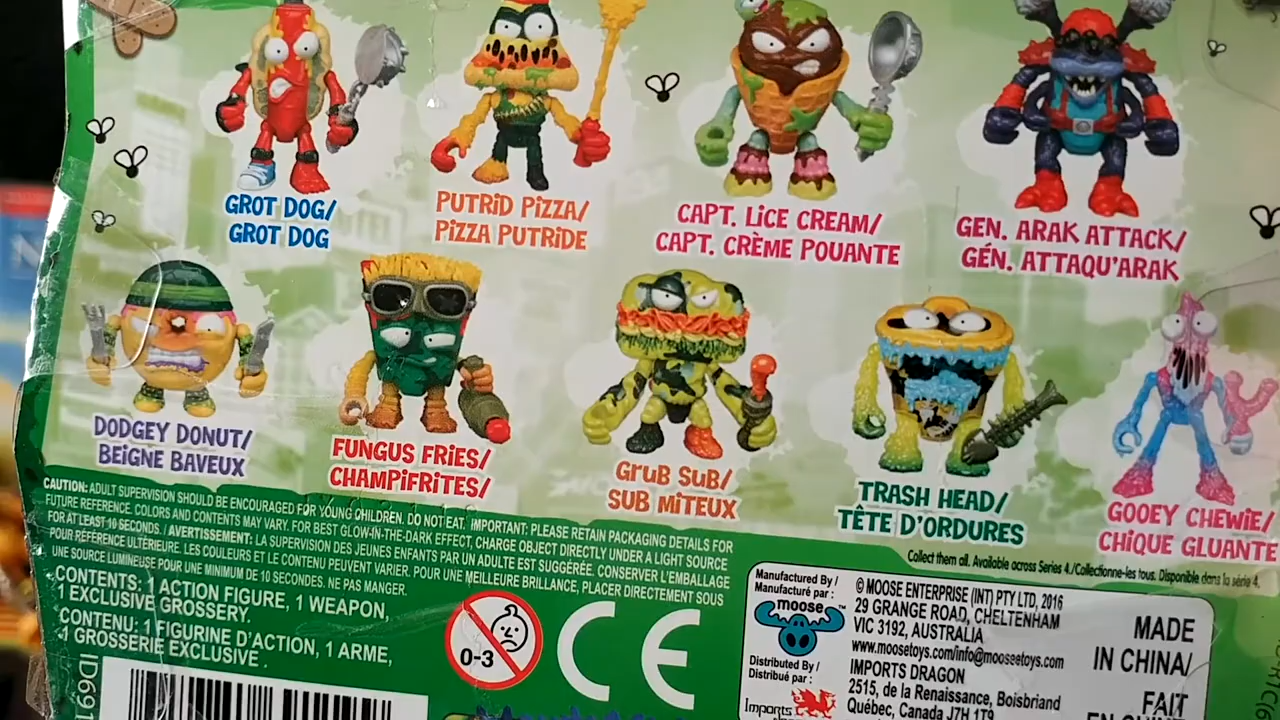 GROT DOG/
GROT DOG
PUTRID PIZZA/
PIZZA PUTRIDE
CAPT. LICE CREAM/
CAPT. CRÈME POUANTE
GEN. ARAK ATTACK/
GÉN. ATTAQU'ARAK
DODGEY DONUT/
BEIGNE BAVEUX
FUNGUS FRIES/
CHAMPIFRITES/
GRUB SUB/
SUB MITEUX
TRASH HEAD/
TÊTE D'ORDURES
GOOEY CHEWIE/
CHIQUE GLUANTE
Collect them all. Available across Series 4./Collectionne-les tous. Disponible dans la série 4.
CAUTION: ADULT SUPERVISION SHOULD BE ENCOURAGED FOR YOUNG CHILDREN. DO NOT EAT. IMPORTANT: PLEASE RETAIN PACKAGING DETAILS FOR
FUTURE REFERENCE. COLORS AND CONTENTS MAY VARY. FOR BEST GLOW-IN-THE-DARK EFFECT, CHARGE OBJECT DIRECTLY UNDER A LIGHT SOURCE
FOR AT LEAST 10 SECONDS. / AVERTISSEMENT: LA SUPERVISION DES JEUNES ENFANTS PAR UN ADULTE EST SUGGÉRÉE. CONSERVER L'EMBALLAGE
POUR RÉFÉRENCE ULTÉRIEURE. LES COULEURS ET LE CONTENU PEUVENT VARIER. POUR UNE MEILLEURE BRILLANCE, PLACER DIRECTEMENT SOUS
UNE SOURCE LUMINEUSE POUR UNE MINIMUM DE 10 SECONDES. NE PAS MANGER.
CONTENTS: 1 ACTION FIGURE, 1 WEAPON,
1 EXCLUSIVE GROSSERY.
CONTENU: 1 FIGURINE D'ACTION, 1 ARME,
1 GROSSERIE EXCLUSIVE.
0-3
CE
Manufactured By /
Manufacturé par :
moose™
Distributed By /
Distribué par :
Imports
© MOOSE ENTERPRISE (INT) PTY LTD, 2016
29 GRANGE ROAD, CHELTENHAM
VIC 3192, AUSTRALIA
www.moosetoys.com/info@moosetoys.com
IMPORTS DRAGON
2515, de la Renaissance, Boisbriand
Québec, Canada J7H 1T9
MADE
IN CHINA/
FAIT
ID691